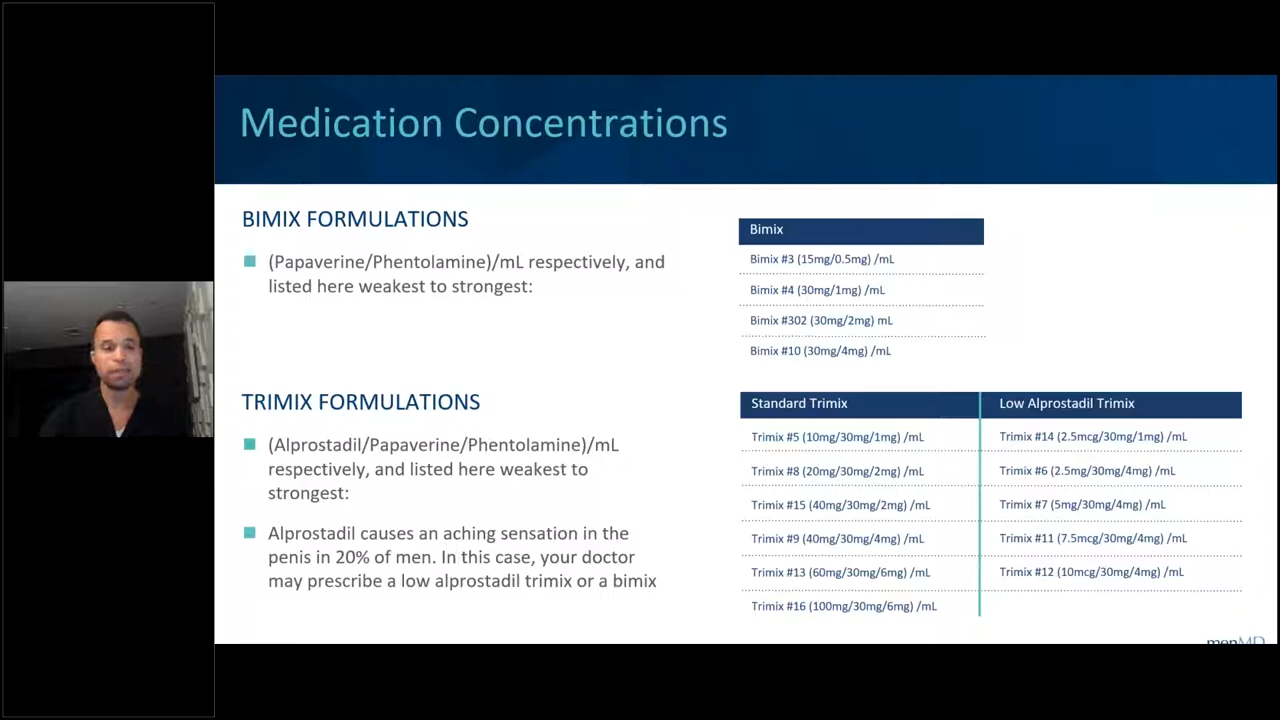 Medication Concentrations
BIMIX FORMULATIONS
(Papaverine/Phentolamine)/mL respectively, and
listed here weakest to strongest:
Bimix
Bimix #3 (15mg/0.5mg) /mL
Bimix #4 (30mg/1mg) /mL
Bimix #302 (30mg/2mg) mL
Bimix #10 (30mg/4mg) /mL
TRIMIX FORMULATIONS
(Alprostadil/Papaverine/Phentolamine)/mL
respectively, and listed here weakest to
strongest:
Alprostadil causes an aching sensation in the
penis in 20% of men. In this case, your doctor
may prescribe a low alprostadil trimix or a bimix
Standard Trimix
Trimix #5 (10mg/30mg/1mg) /mL
Trimix #8 (20mg/30mg/2mg) /mL
Trimix #15 (40mg/30mg/2mg) /mL
Trimix #9 (40mg/30mg/4mg) /mL
Trimix #13 (60mg/30mg/6mg) /mL
Trimix #16 (100mg/30mg/6mg) /mL
Low Alprostadil Trimix
Trimix #14 (2.5mcg/30mg/1mg) /mL
Trimix #6 (2.5mg/30mg/4mg) /mL
Trimix #7 (5mg/30mg/4mg) /mL
Trimix #11 (7.5mcg/30mg/4mg) /mL
Trimix #12 (10mcg/30mg/4mg) /mL
menMD